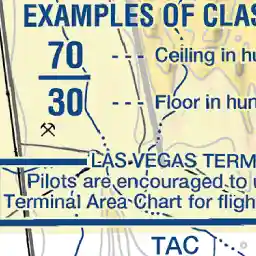 EXAMPLES OF CLAS
70
Ceiling in hu
30
Floor in hun
LAS VEGAS TERM
Pilots are encouraged to u
Terminal Area Chart for fligh
TAC